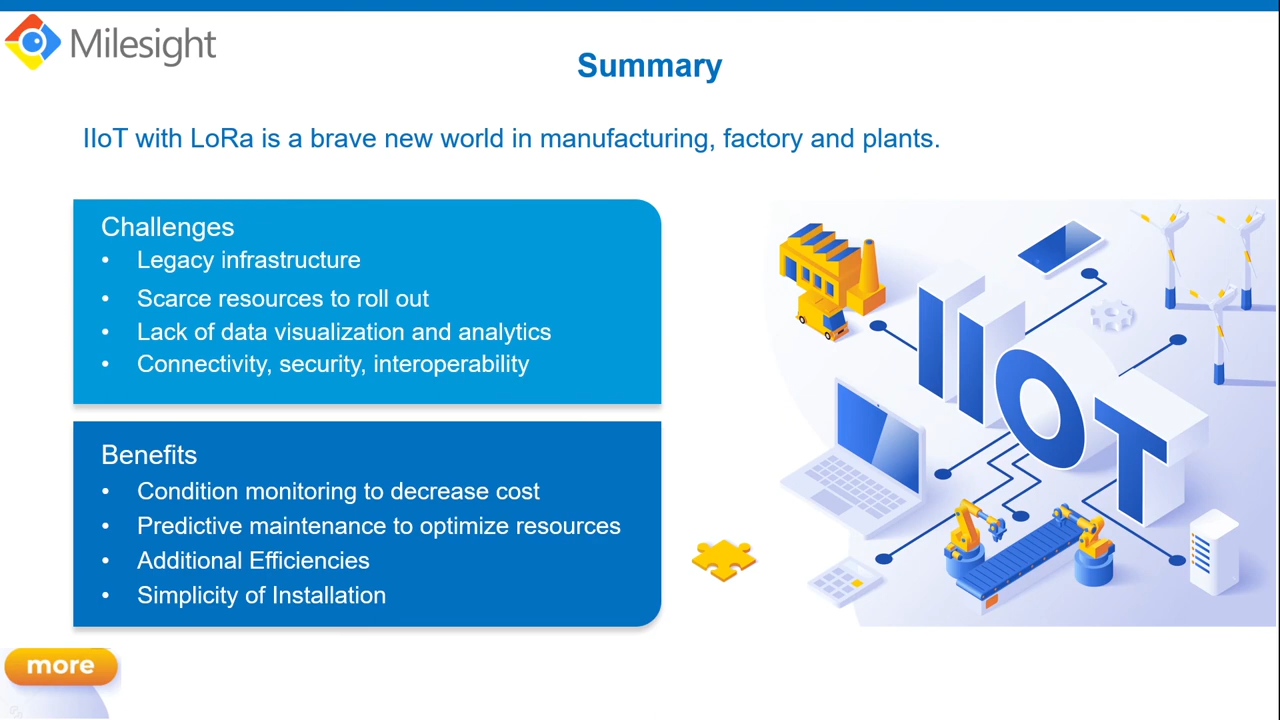 Milesight
Summary
IIoT with LoRa is a brave new world in manufacturing, factory and plants.
Challenges
• Legacy infrastructure
• Scarce resources to roll out
• Lack of data visualization and analytics
• Connectivity, security, interoperability
Benefits
• Condition monitoring to decrease cost
• Predictive maintenance to optimize resources
• Additional Efficiencies
• Simplicity of Installation
IIOT
more